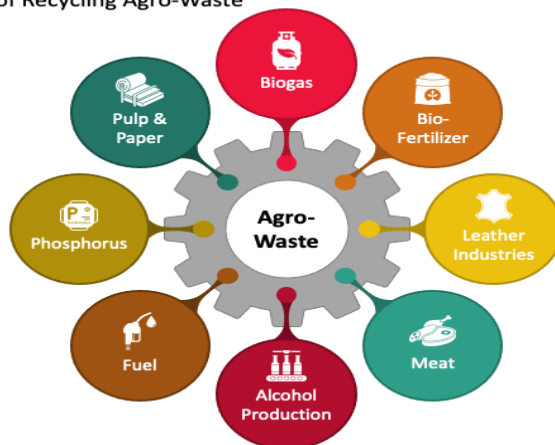 of Recycling Agro-Waste
Biogas
Pulp &
Paper
Bio-
Fertilizer
Agro-
Waste
Phosphorus
P
Leather
Industries
Fuel
Meat
Alcohol
Production